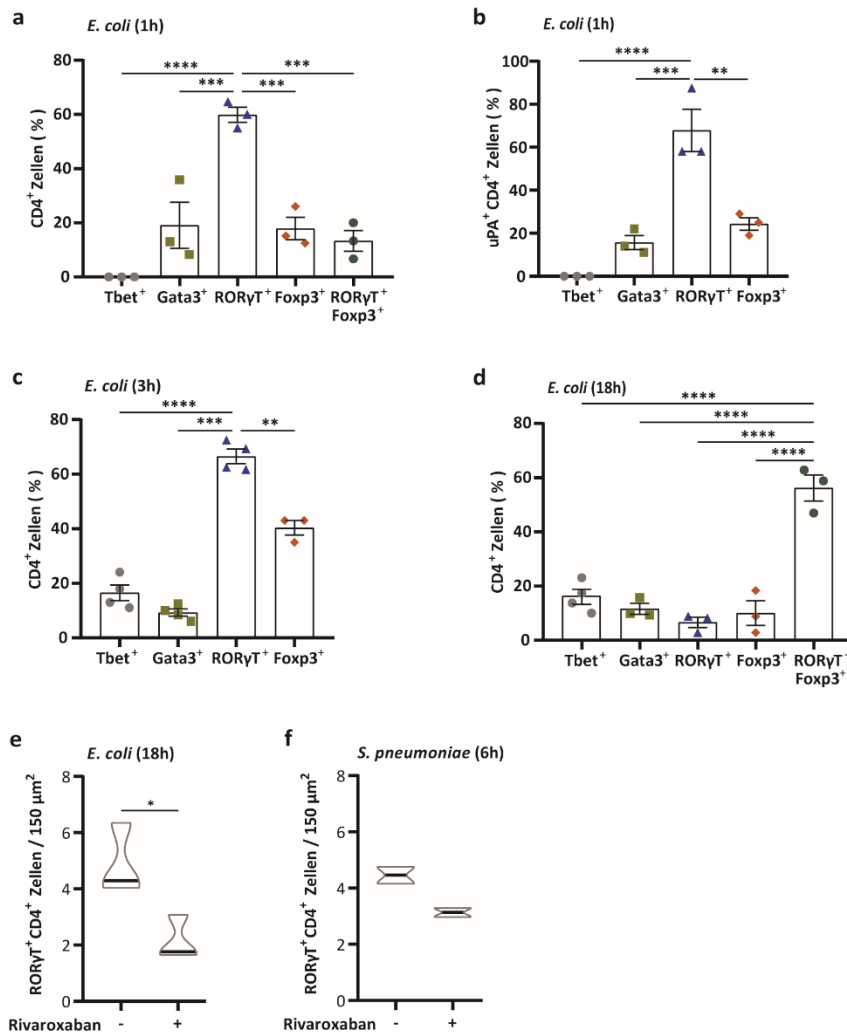 a
E. coli (1h)
**** ***
*** ***
CD4⁺ Zellen ( % )
80
60
40
20
0
Tbet⁺ Gata3⁺ RORγT⁺ Foxp3⁺ RORγT⁺
Foxp3⁺
b
E. coli (1h)
****
*** **
uPA⁺ CD4⁺ Zellen ( % )
100
80
60
40
20
0
Tbet⁺ Gata3⁺ RORγT⁺ Foxp3⁺
c
E. coli (3h)
****
*** **
CD4⁺ Zellen ( % )
80
60
40
20
0
Tbet⁺ Gata3⁺ RORγT⁺ Foxp3⁺
d
E. coli (18h)
****
****
****
****
CD4⁺ Zellen ( % )
80
60
40
20
0
Tbet⁺ Gata3⁺ RORγT⁺ Foxp3⁺ RORγT⁺
Foxp3⁺
e
E. coli (18h)
*
RORγT⁺CD4⁺ Zellen / 150 μm²
8
6
4
2
0
Rivaroxaban - +
f
S. pneumoniae (6h)
RORγT⁺CD4⁺ Zellen / 150 μm²
8
6
4
2
0
Rivaroxaban - +